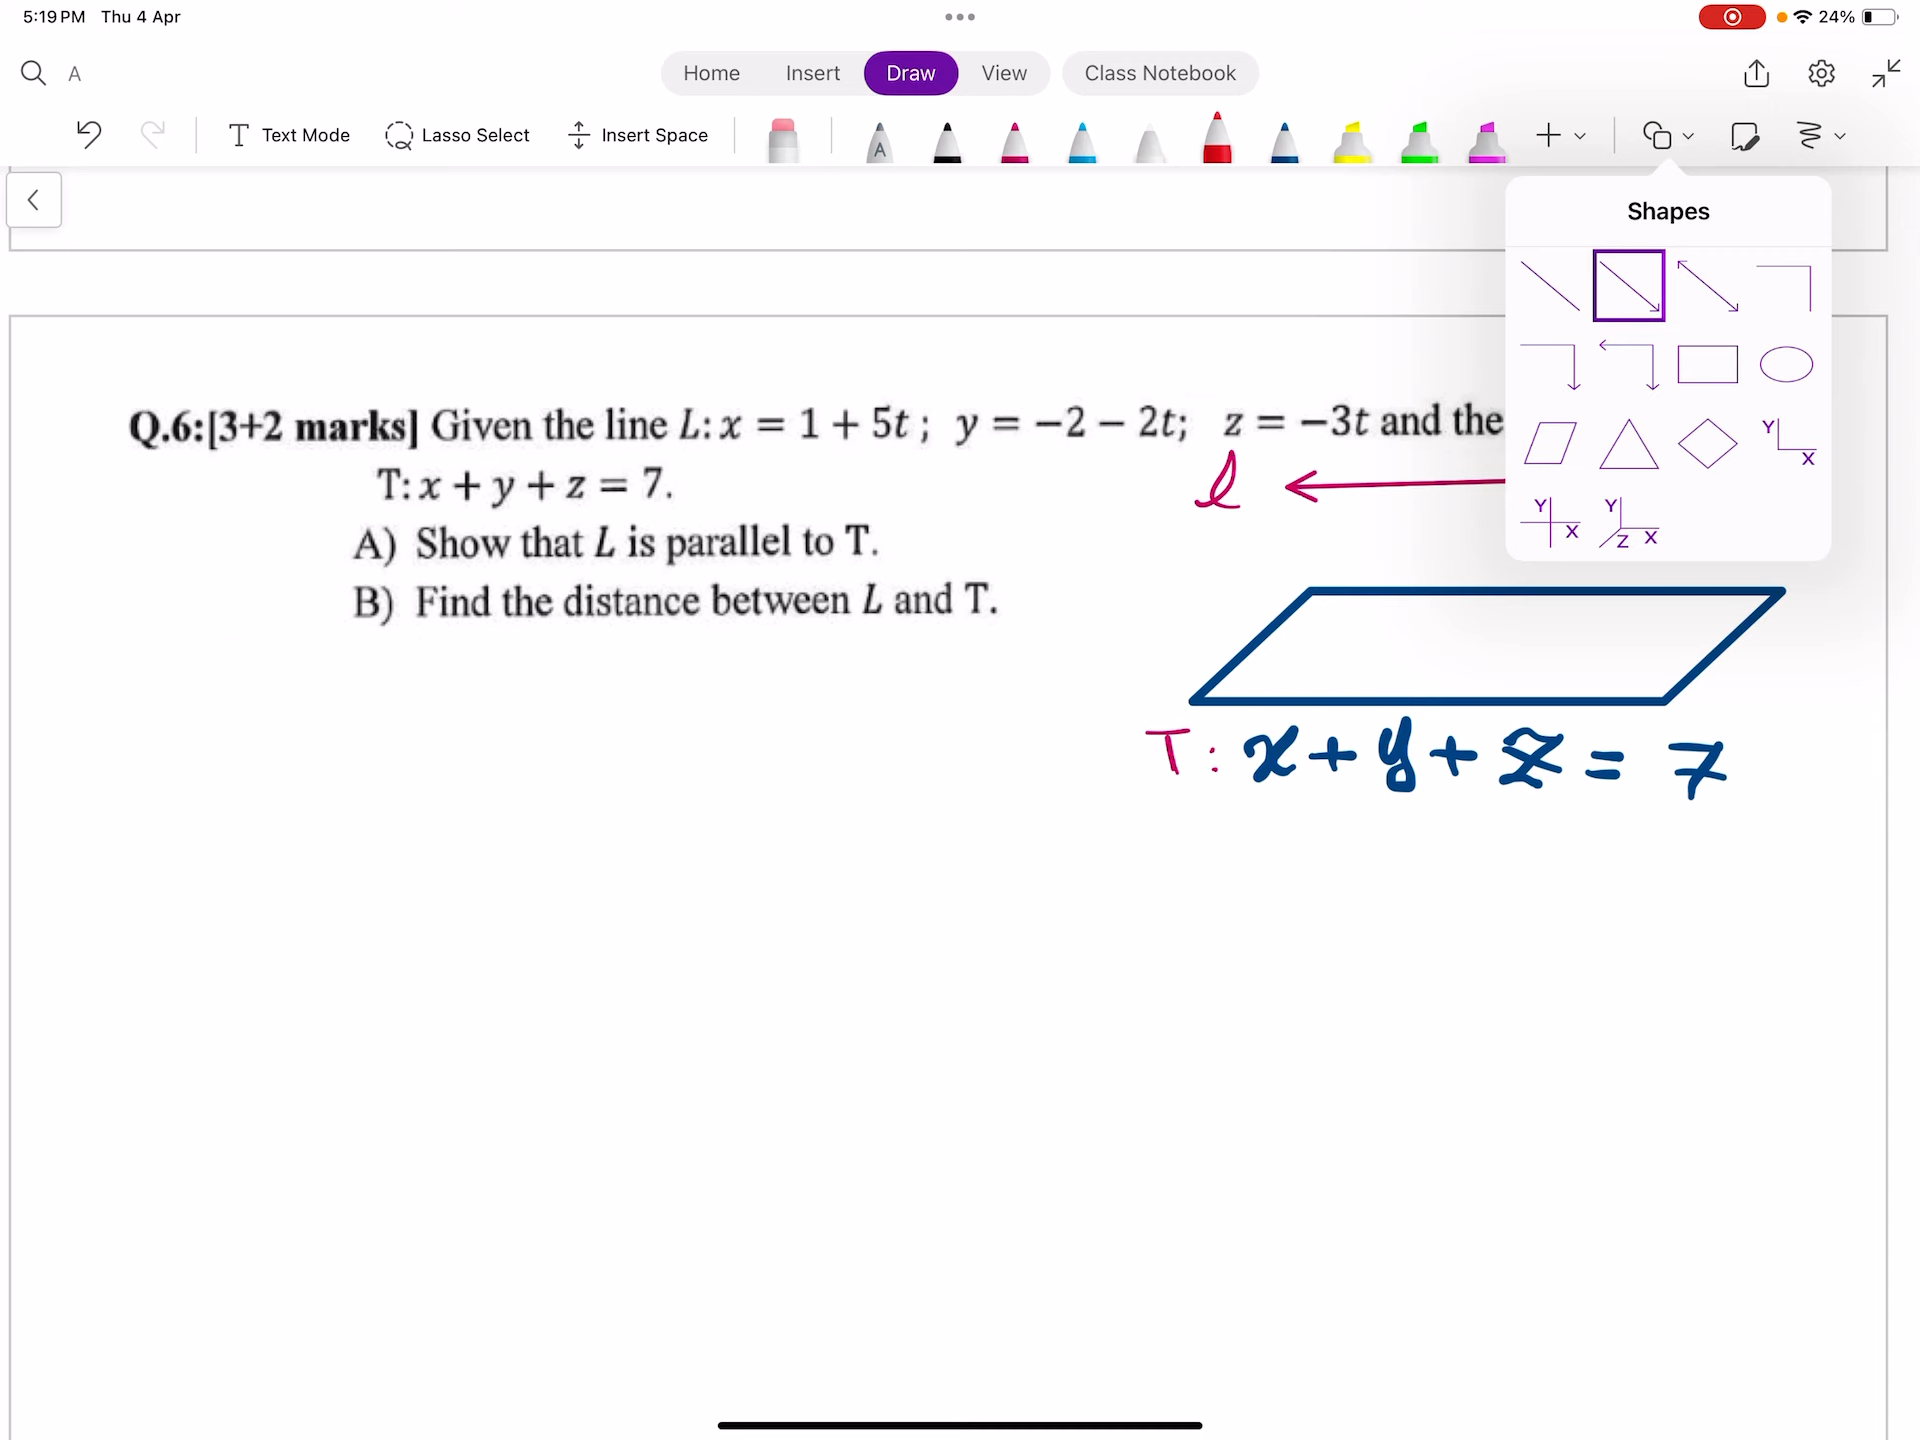 5:19 PM Thu 4 Apr
24%
A
Home Insert Draw View Class Notebook
Text Mode Lasso Select Insert Space
A
Shapes
Y X
Y X Y Z X
Q.6:[3+2 marks] Given the line L: x = 1 + 5t ; y = −2 − 2t; z = −3t and the
T: x + y + z = 7.
A) Show that L is parallel to T.
B) Find the distance between L and T.
l
T: x + y + z = 7